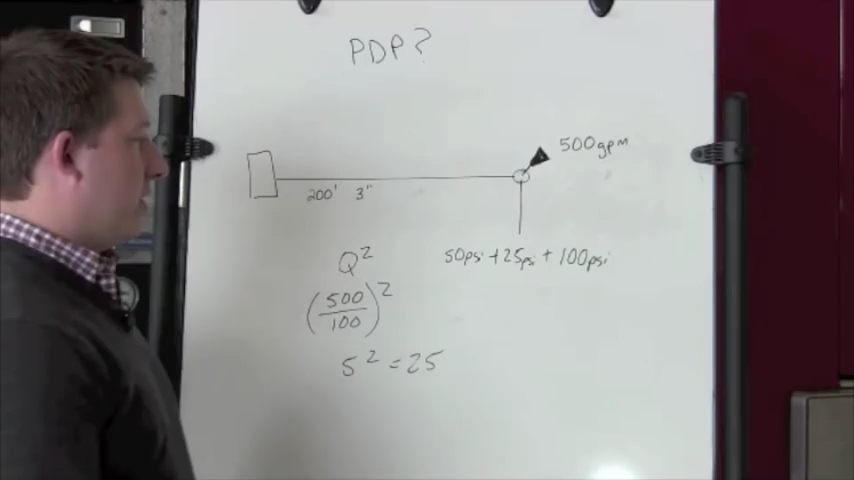 PDP?
500gpm
200' 3"
50psi + 25psi + 100psi
Q²
(500/100)²
5² = 25